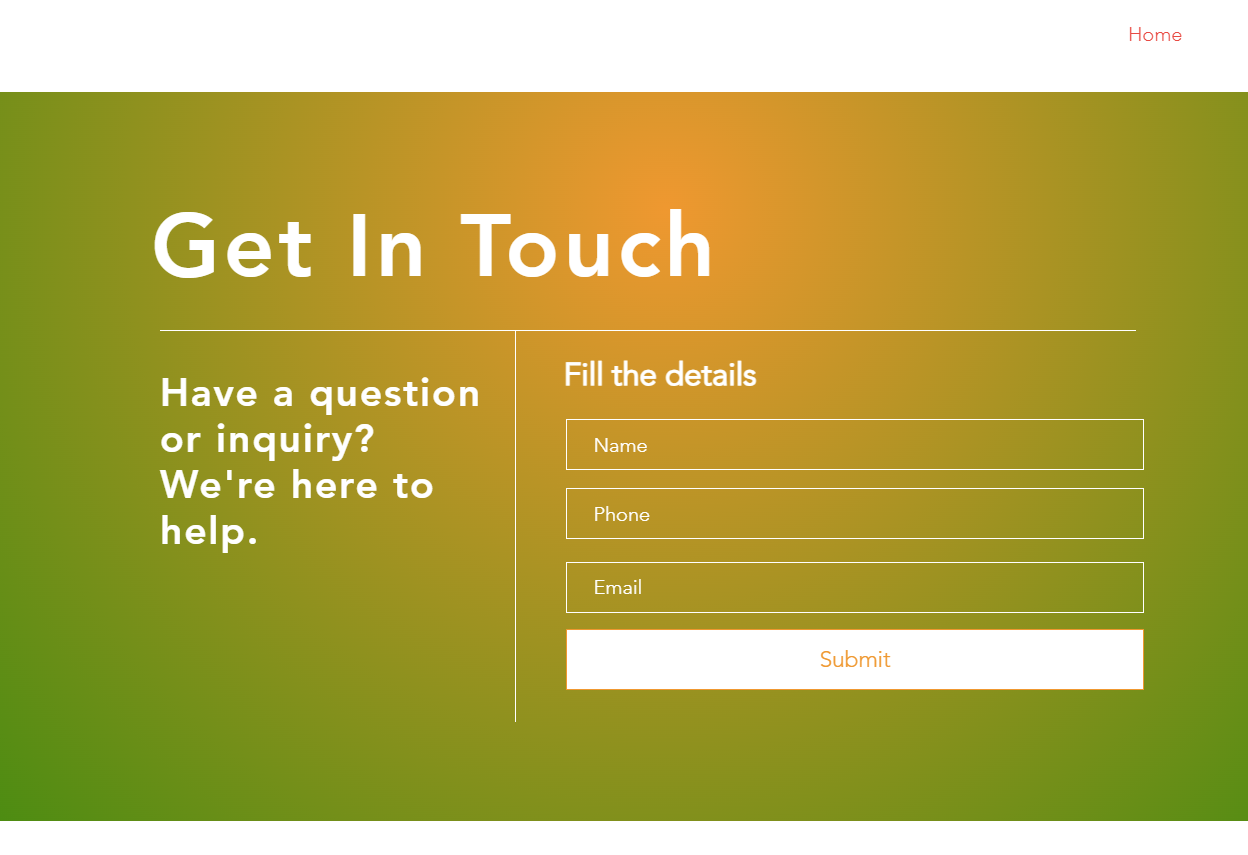 Home
Get In Touch
Have a question
or inquiry?
We're here to
help.
Fill the details
Name
Phone
Email
Submit